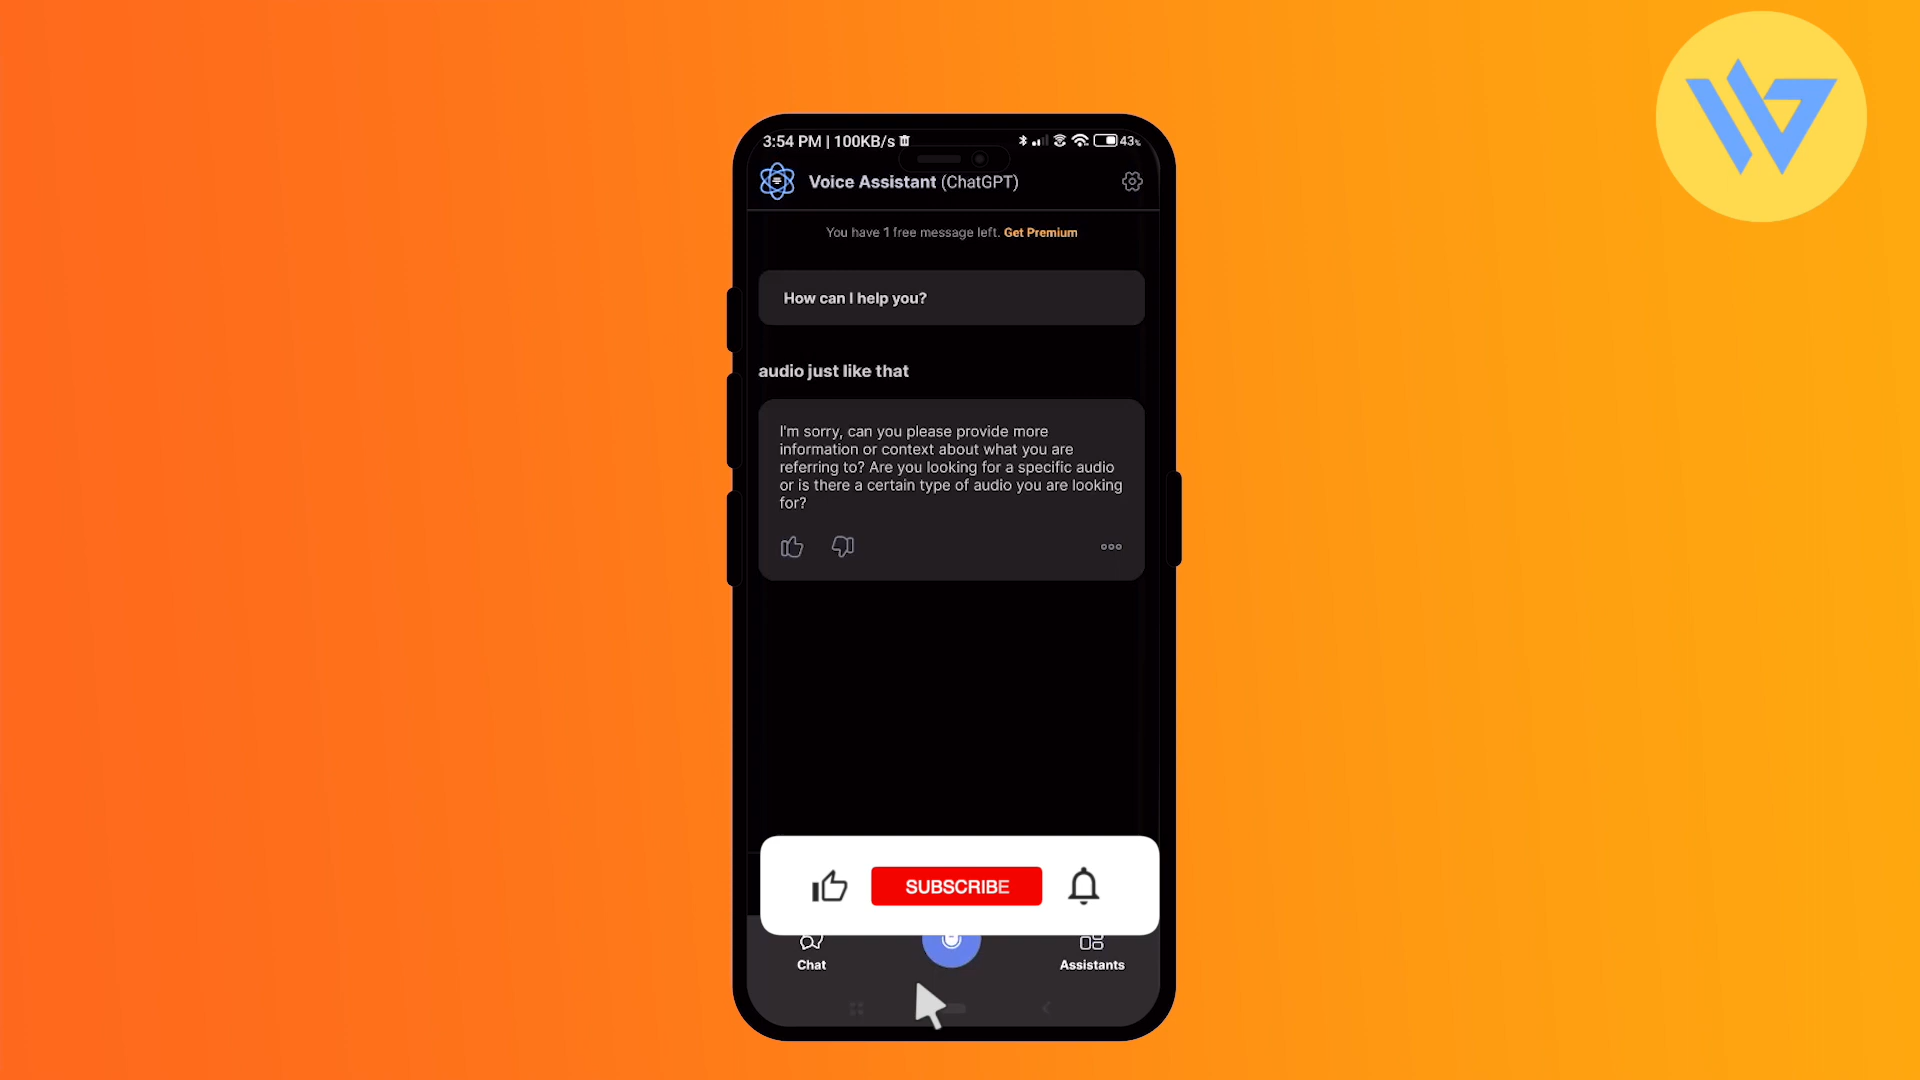 3:54 PM | 100KB/s 43%
Voice Assistant (ChatGPT)
You have 1 free message left. Get Premium
How can I help you?
audio just like that
I'm sorry, can you please provide more
information or context about what you are
referring to? Are you looking for a specific audio
or is there a certain type of audio you are looking
for?
SUBSCRIBE
Chat
Assistants